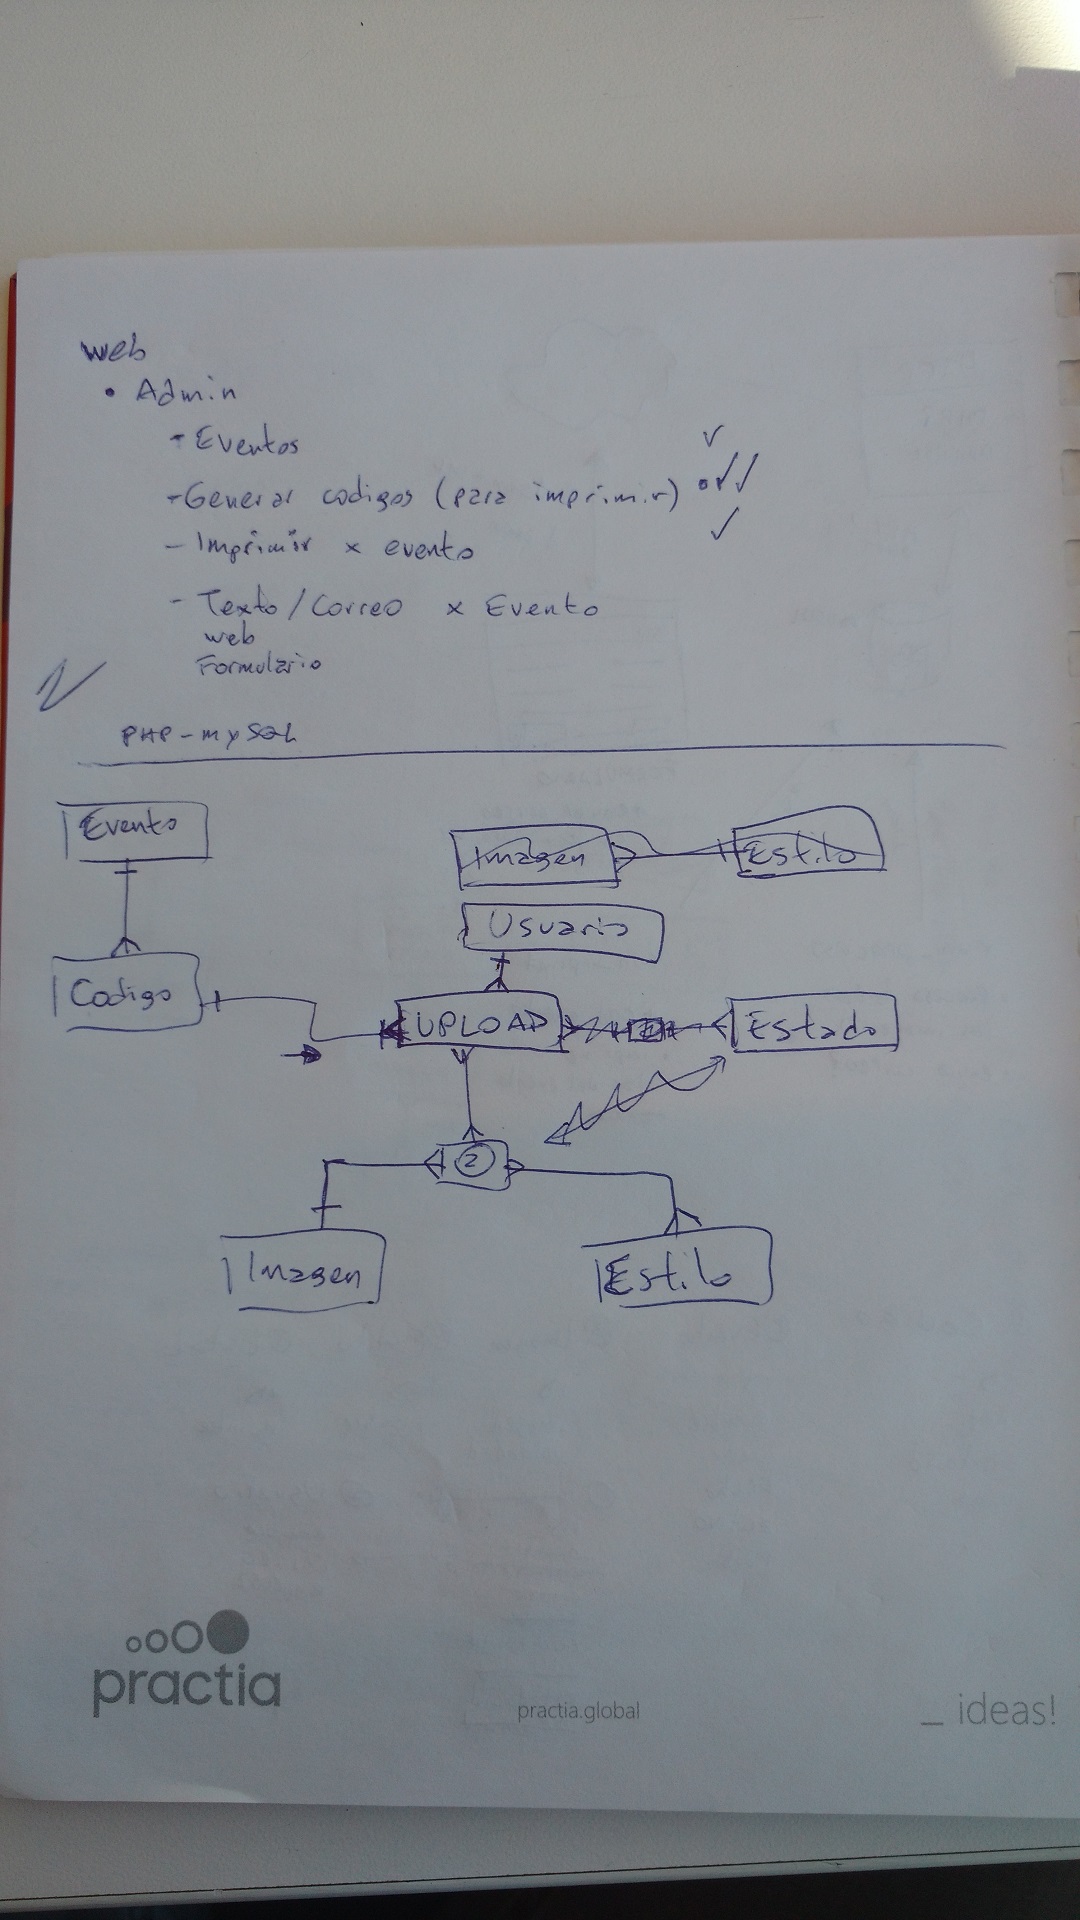 web
• Admin
- Eventos
- Generar codigos (para imprimir)
- Imprimir x evento
- Texto / Correo x Evento
web
Formulario
PHP - mySQL
Evento
Imagen
Estilo
Usuario
Codigo
UPLOAD
Estado
2
Imagen
Estilo
practia
practia.global
_ ideas!